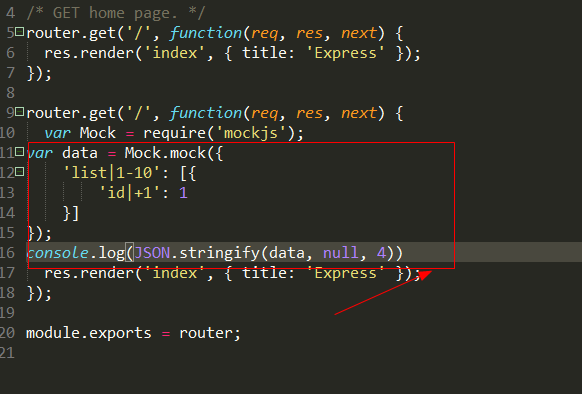 4 /* GET home page. */
5 router.get('/', function(req, res, next) {
6 res.render('index', { title: 'Express' });
7 });
8
9 router.get('/', function(req, res, next) {
10 var Mock = require('mockjs');
11 var data = Mock.mock({
12 'list|1-10': [{
13 'id|+1': 1
14 }]
15 });
16 console.log(JSON.stringify(data, null, 4))
17 res.render('index', { title: 'Express' });
18 });
19
20 module.exports = router;
21